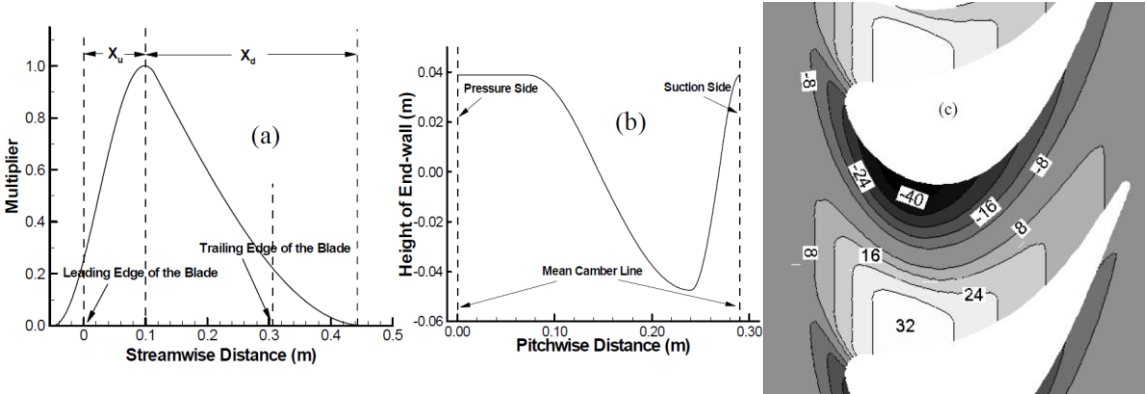 Xu
Xd
1.0
0.8
0.6
0.4
0.2
0.0
(a)
Multiplier
Trailing Edge of the Blade
Leading Edge of the Blade
0 0.1 0.2 0.3 0.4 0.5
Streamwise Distance (m)
0.04
0.02
0.00
-0.02
-0.04
-0.06
Height of End-wall (m)
Pressure Side
Suction Side
(b)
Mean Camber Line
0.00 0.10 0.20 0.30
Pitchwise Distance (m)
-8
(c)
-24
-40
-8
-16
8
8
16
24
32